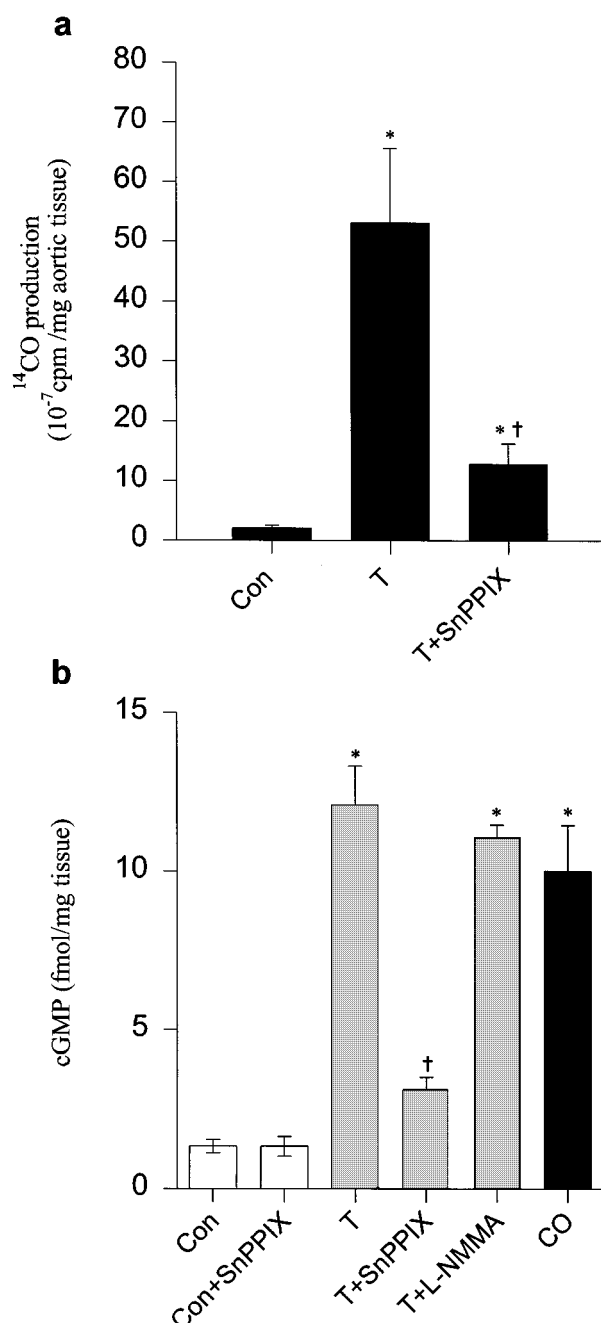 a
¹⁴CO production
(10⁻⁷cpm /mg aortic tissue)
80
70
60
50
40
30
20
10
0
*
* †
Con
T
T+SnPPIX
b
cGMP (fmol/mg tissue)
15
10
5
0
*
†
*
*
Con
Con+SnPPIX
T
T+SnPPIX
T+L-NMMA
CO